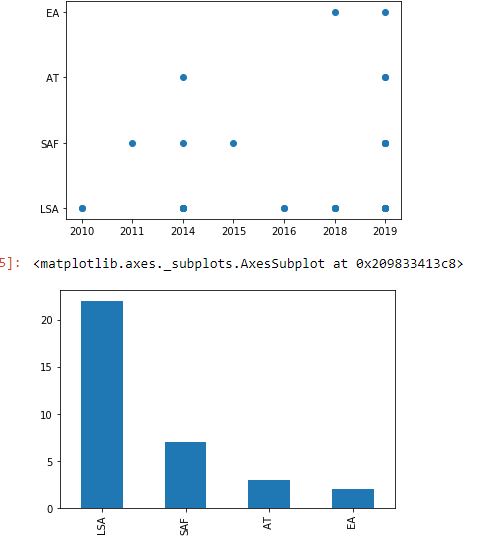 EA
AT
SAF
LSA
2010 2011 2014 2015 2016 2018 2019
5]: <matplotlib.axes._subplots.AxesSubplot at 0x209833413c8>
20
15
10
5
0
LSA SAF AT EA